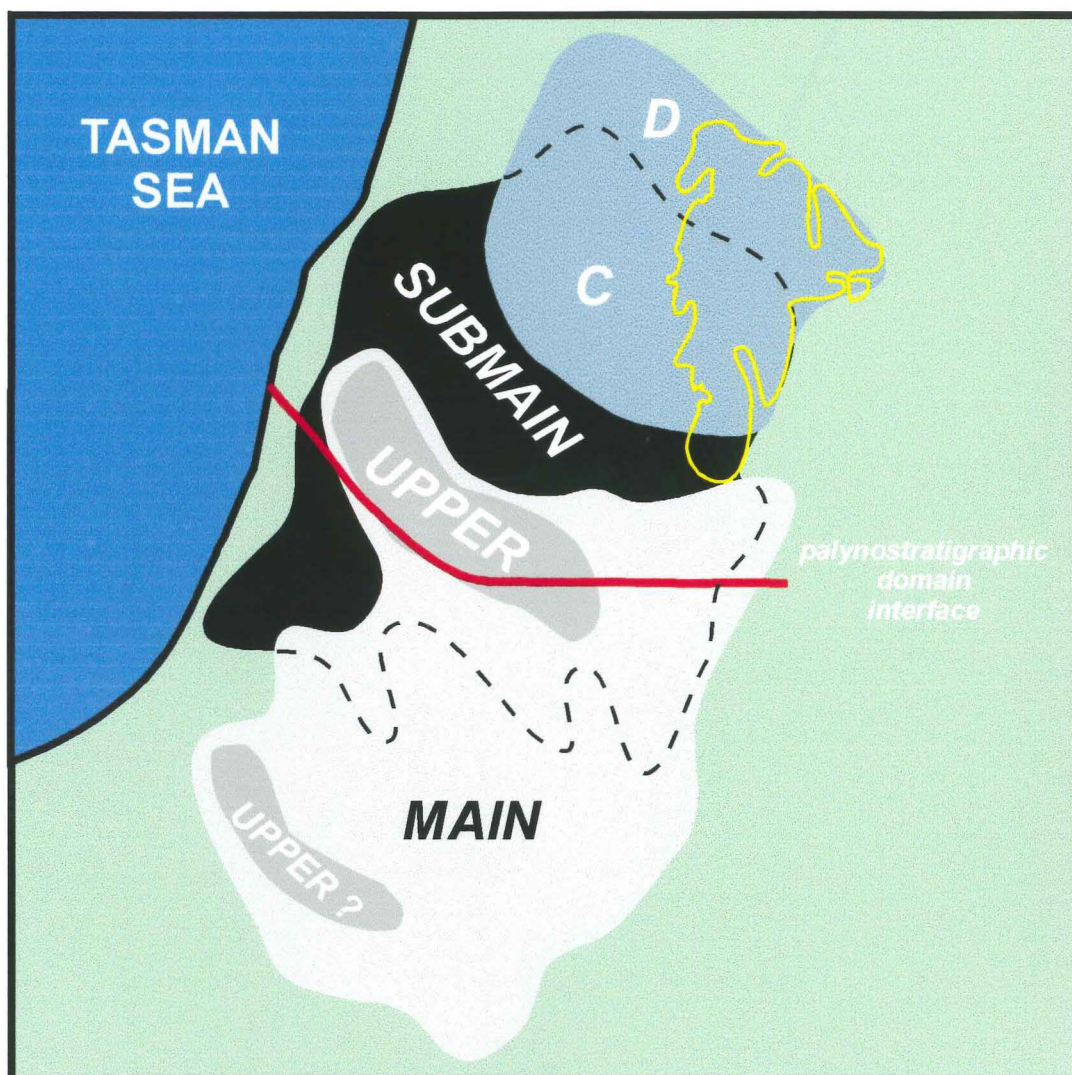 TASMAN
SEA
D
C
SUBMAIN
UPPER
palynostratigraphic
domain
interface
MAIN
UPPER ?